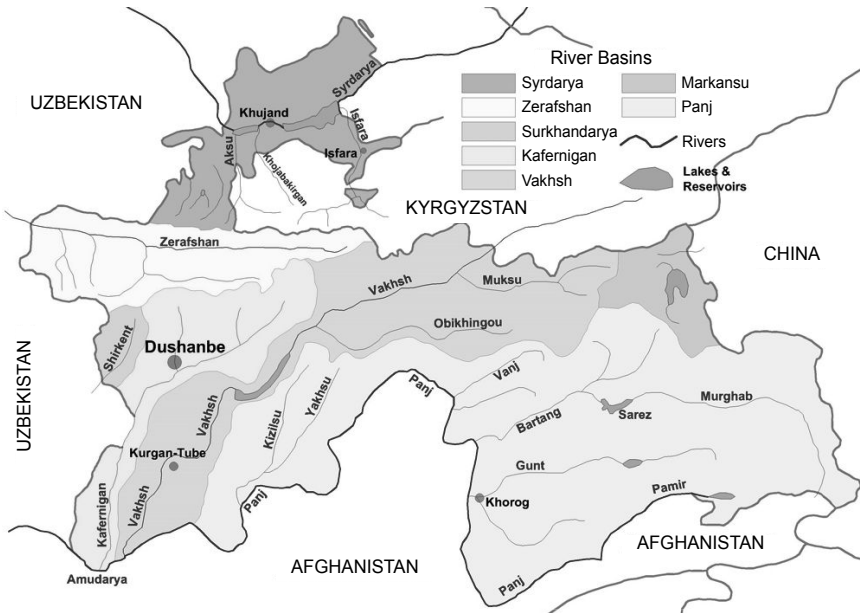 River Basins
Syrdarya
Zerafshan
Surkhandarya
Kafernigan
Vakhsh
Markansu
Panj
Rivers
Lakes &
Reservoirs
UZBEKISTAN
Syrdarya
Khujand
Isfara
Aksu
Isfara
Khojabakirgan
KYRGYZSTAN
Zerafshan
CHINA
Vakhsh
Muksu
Obikhingou
Shirkent
Dushanbe
UZBEKISTAN
Vakhsh
Kizilsu
Yakhsu
Panj
Vanj
Bartang
Sarez
Murghab
Kurgan-Tube
Gunt
Khorog
Pamir
Kafernigan
Vakhsh
Panj
AFGHANISTAN
AFGHANISTAN
Panj
Amudarya